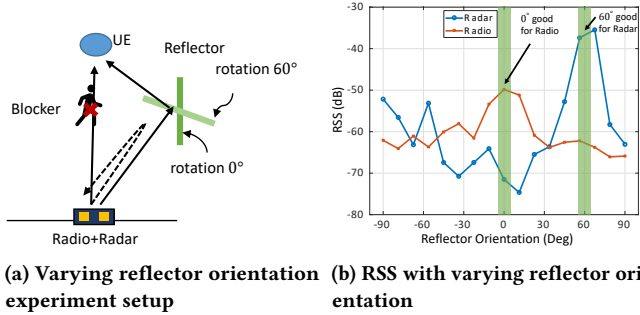 UE
Reflector
rotation 60°
Blocker
rotation 0°
Radio+Radar
(a) Varying reflector orientation
experiment setup
Radar
Radio
0° good
for Radio
60° good
for Radar
RSS (dB)
-30
-40
-50
-60
-70
-80
-90 -60 -30 0 30 60 90
Reflector Orientation (Deg)
(b) RSS with varying reflector ori
entation